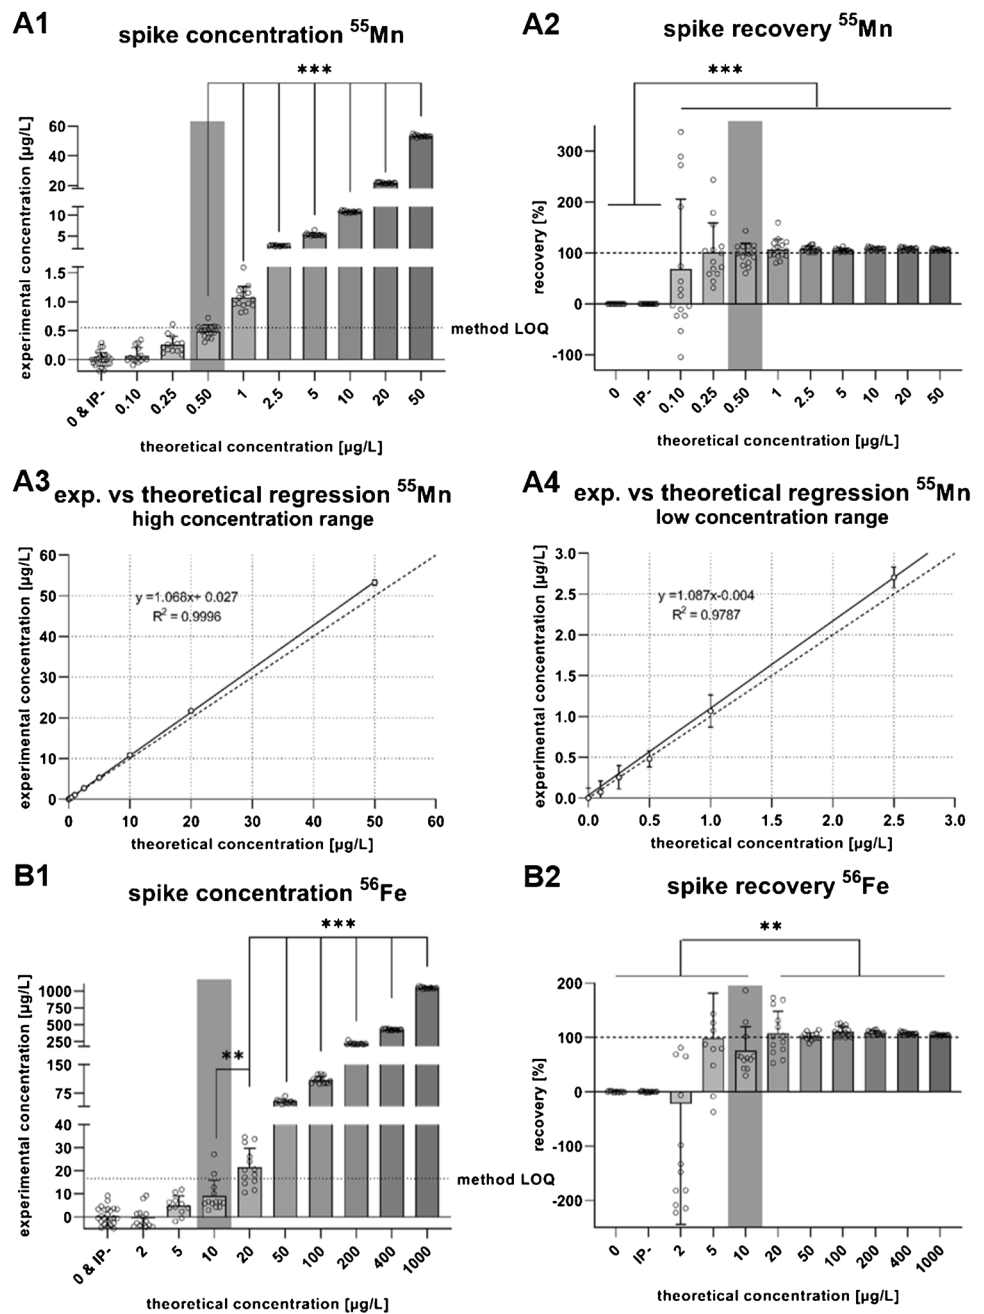 A1
spike concentration ⁵⁵Mn
***
experimental concentration [µg/L]
60
40
20
10
5
1.5
1.0
0.5
0.0
method LOQ
0 & IP-
0.10
0.25
0.50
1
2.5
5
10
20
50
theoretical concentration [µg/L]
A2
spike recovery ⁵⁵Mn
***
recovery [%]
300
200
100
0
-100
0
IP-
0.10
0.25
0.50
1
2.5
5
10
20
50
theoretical concentration [µg/L]
A3
exp. vs theoretical regression ⁵⁵Mn
high concentration range
experimental concentration [µg/L]
60
50
40
30
20
10
0
y =1.068x+ 0.027
R² = 0.9996
0
10
20
30
40
50
60
theoretical concentration [µg/L]
A4
exp. vs theoretical regression ⁵⁵Mn
low concentration range
experimental concentration [µg/L]
3.0
2.5
2.0
1.5
1.0
0.5
0.0
y =1.087x-0.004
R² = 0.9787
0.0
0.5
1.0
1.5
2.0
2.5
3.0
theoretical concentration [µg/L]
B1
spike concentration ⁵⁶Fe
***
**
experimental concentration [µg/L]
1000
750
500
250
150
75
40
30
20
10
0
method LOQ
0 & IP-
2
5
10
20
50
100
200
400
1000
theoretical concentration [µg/L]
B2
spike recovery ⁵⁶Fe
**
recovery [%]
200
100
0
-100
-200
0
IP-
2
5
10
20
50
100
200
400
1000
theoretical concentration [µg/L]